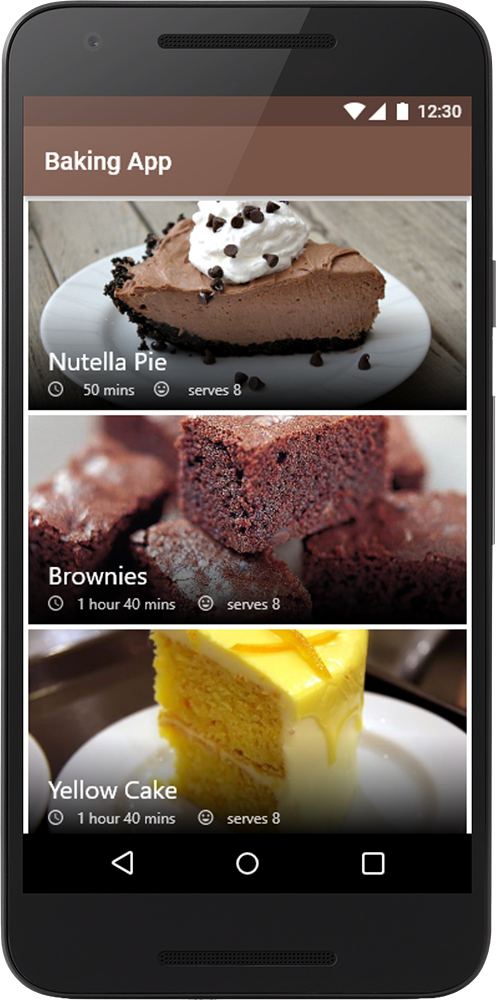 12:30
Baking App
Nutella Pie
50 mins serves 8
Brownies
1 hour 40 mins serves 8
Yellow Cake
1 hour 40 mins serves 8